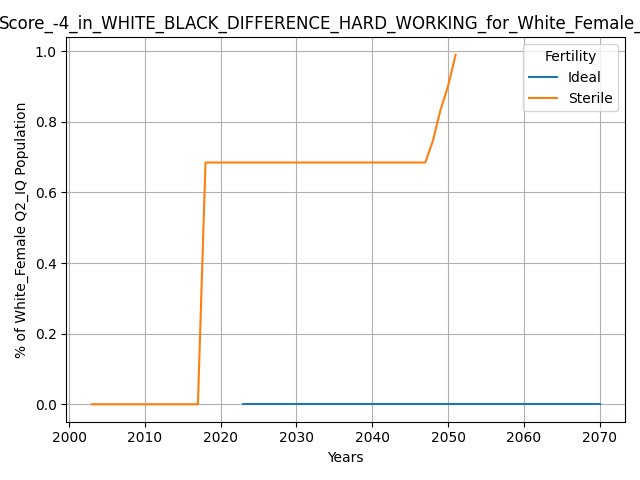 Score_-4_in_WHITE_BLACK_DIFFERENCE_HARD_WORKING_for_White_Female_
Fertility
Ideal
Sterile
% of White_Female Q2_IQ Population
1.0
0.8
0.6
0.4
0.2
0.0
2000 2010 2020 2030 2040 2050 2060 2070
Years